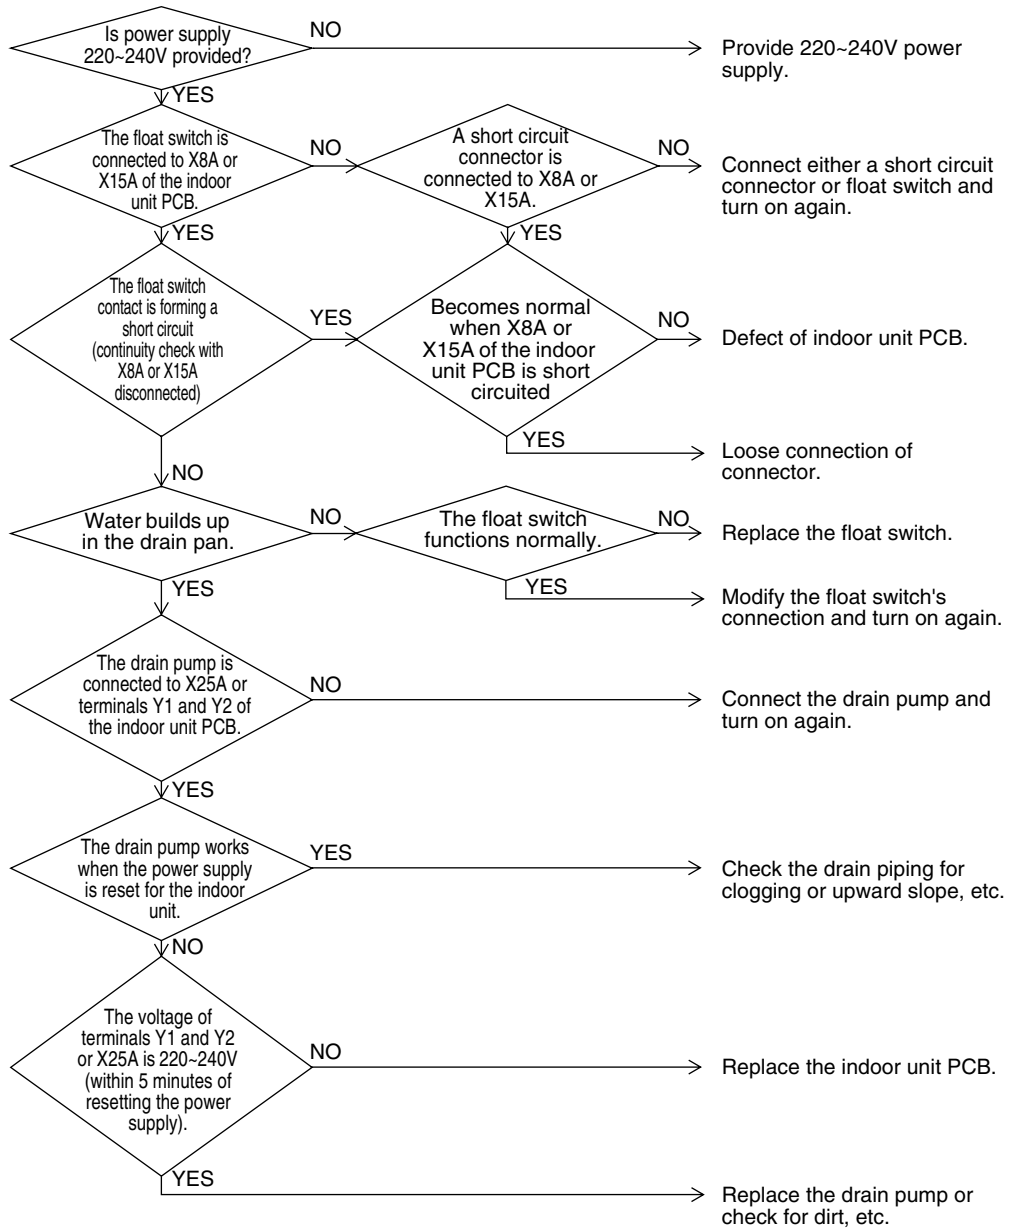 Is power supply
220~240V provided?
NO
Provide 220~240V power
supply.
YES
The float switch is
connected to X8A or
X15A of the indoor
unit PCB.
NO
A short circuit
connector is
connected to X8A or
X15A.
NO
Connect either a short circuit
connector or float switch and
turn on again.
YES
YES
The float switch
contact is forming a
short circuit
(continuity check with
X8A or X15A
disconnected)
YES
Becomes normal
when X8A or
X15A of the indoor
unit PCB is short
circuited
NO
Defect of indoor unit PCB.
YES
Loose connection of
connector.
NO
Water builds up
in the drain pan.
NO
The float switch
functions normally.
NO
Replace the float switch.
YES
YES
Modify the float switch's
connection and turn on again.
The drain pump is
connected to X25A or
terminals Y1 and Y2 of
the indoor unit PCB.
NO
Connect the drain pump and
turn on again.
YES
The drain pump works
when the power supply
is reset for the indoor
unit.
YES
Check the drain piping for
clogging or upward slope, etc.
NO
The voltage of
terminals Y1 and Y2
or X25A is 220~240V
(within 5 minutes of
resetting the power
supply).
NO
Replace the indoor unit PCB.
YES
Replace the drain pump or
check for dirt, etc.